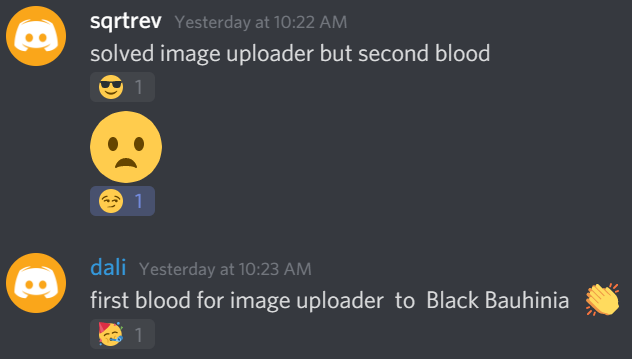 sqrtrev Yesterday at 10:22 AM
solved image uploader but second blood
1
1
dali Yesterday at 10:23 AM
first blood for image uploader to Black Bauhinia
1